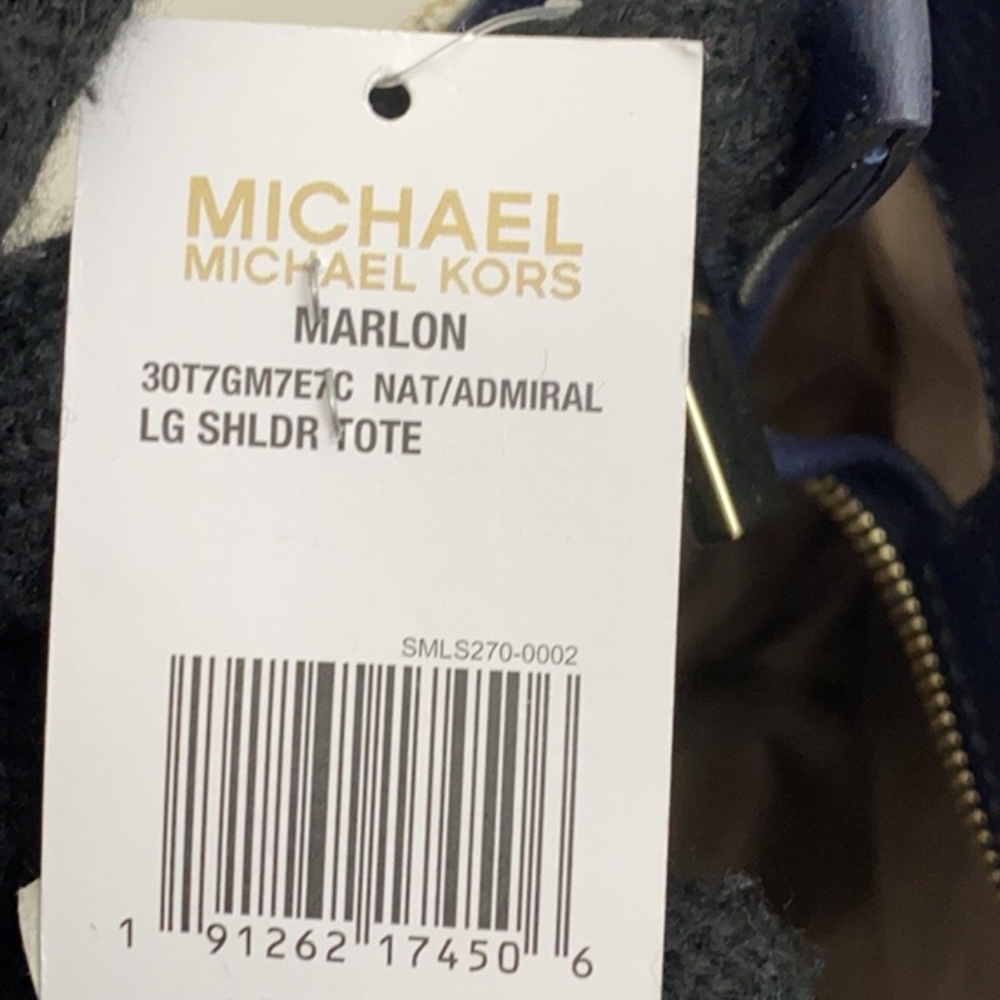 MICHAEL
MICHAEL KORS
MARLON
30T7GM7E7C NAT/ADMIRAL
LG SHLDR TOTE
SMLS270-0002
1 91262 17450 6